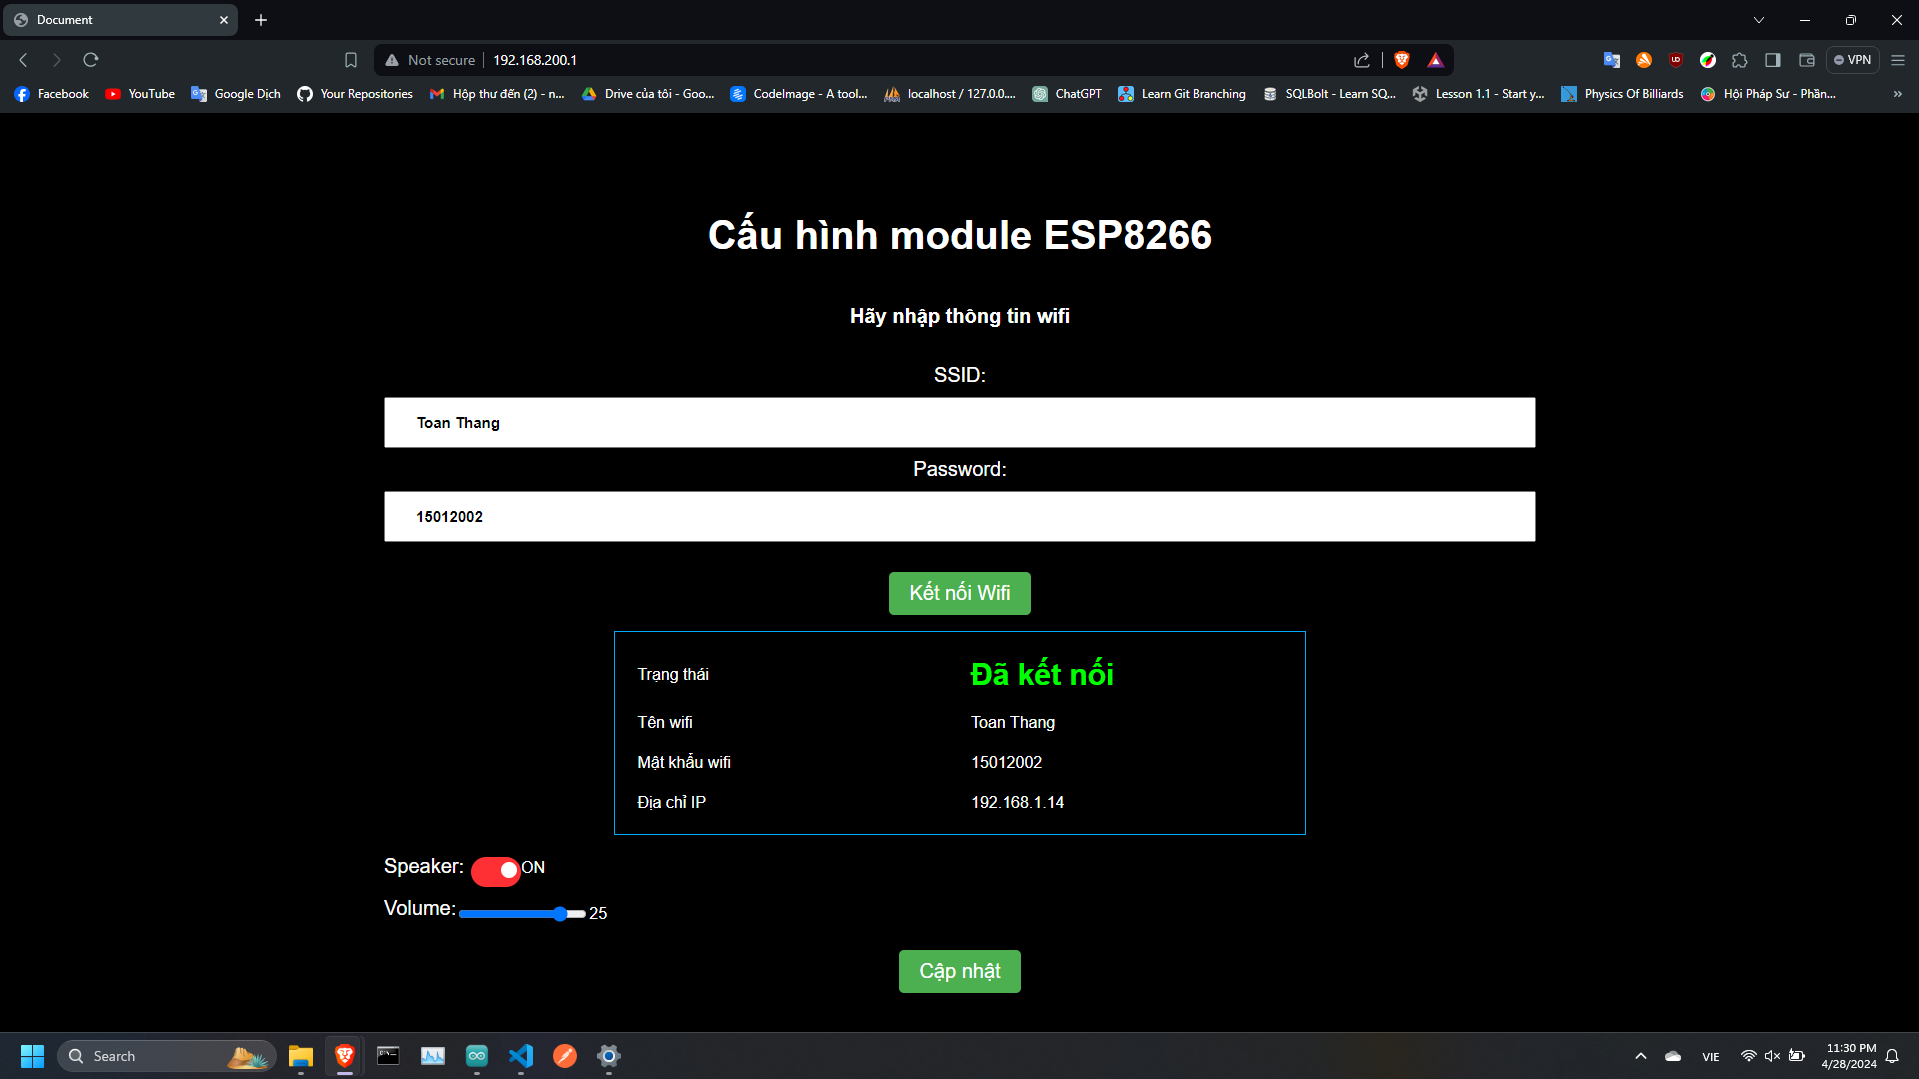 Document
Not secure 192.168.200.1
VPN
Facebook YouTube Google Dịch Your Repositories Hộp thư đến (2) - n... Drive của tôi - Goo... CodeImage - A tool... localhost / 127.0.0.... ChatGPT Learn Git Branching SQLBolt - Learn SQ... Lesson 1.1 - Start y... Physics Of Billiards Hội Pháp Sư - Phần... »
Cấu hình module ESP8266
Hãy nhập thông tin wifi
SSID:
Toan Thang
Password:
15012002
Kết nối Wifi
Trạng thái Đã kết nối
Tên wifi Toan Thang
Mật khẩu wifi 15012002
Địa chỉ IP 192.168.1.14
Speaker: ON
Volume: 25
Cập nhật
Search
VIE
11:30 PM
4/28/2024